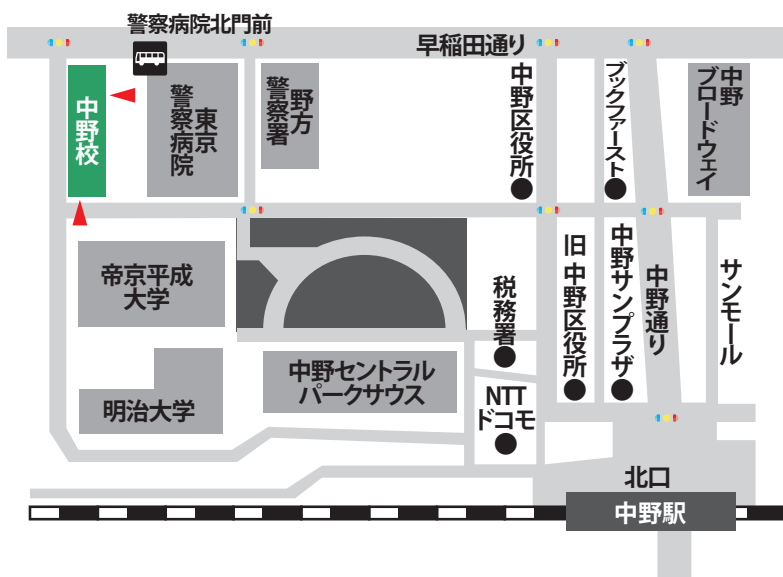 警察病院北門前
早稲田通り
中野校
東京
警察病院
野方
警察署
中野区役所
ブックファースト
中野
ブロードウェイ
帝京平成
大学
税務署
旧 中野区役所
中野サンプラザ
中野通り
サンモール
明治大学
中野セントラル
パークサウス
NTT
ドコモ
北口
中野駅